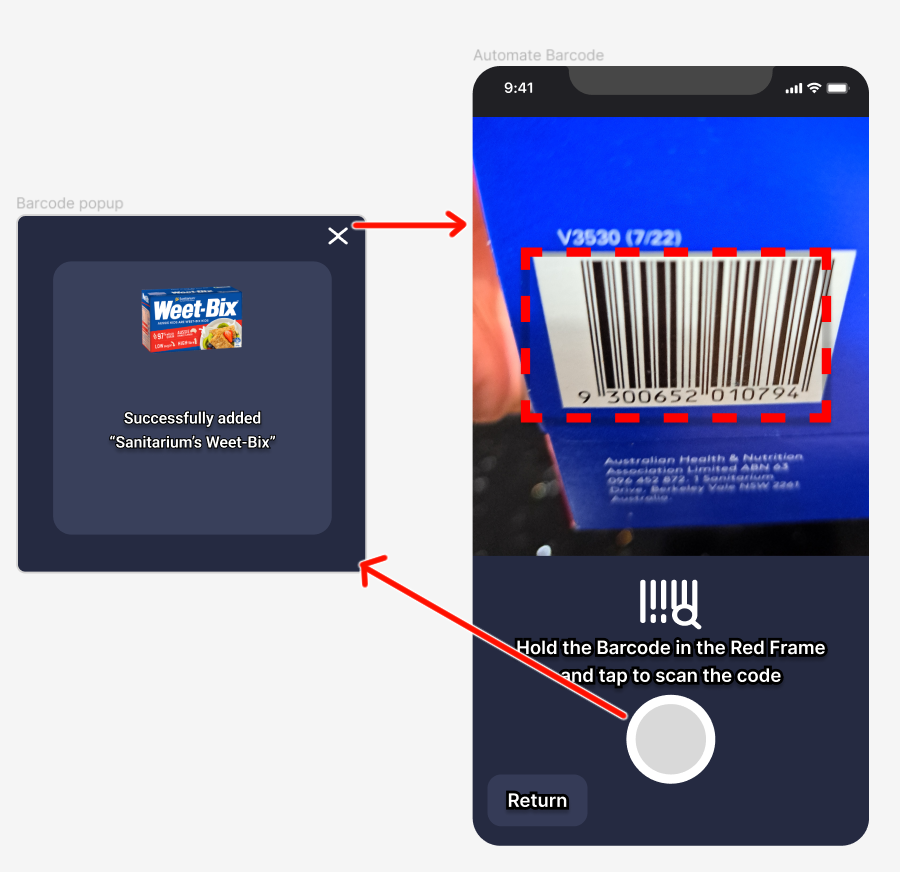 Automate Barcode
9:41
Barcode popup
V3530 (7/22)
Weet-Bix
Successfully added
“Sanitarium’s Weet-Bix”
9 300652 010794
Australian Health & Nutrition
Association Limited ABN 63
096 452 872. 1 Sanitarium
Drive, Berkeley Vale NSW 2261
Australia.
Hold the Barcode in the Red Frame
and tap to scan the code
Return